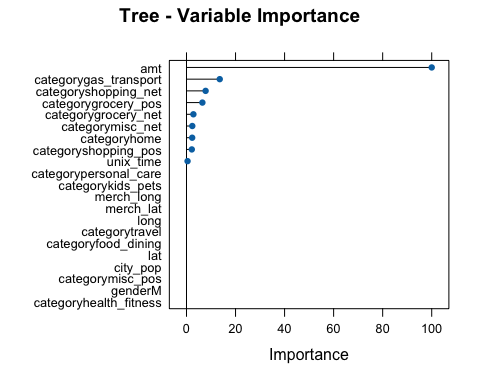 Tree - Variable Importance
amt
categorygas_transport
categoryshopping_net
categorygrocery_pos
categorygrocery_net
categorymisc_net
categoryhome
categoryshopping_pos
unix_time
categorypersonal_care
categorykids_pets
merch_long
merch_lat
long
categorytravel
categoryfood_dining
lat
city_pop
categorymisc_pos
genderM
categoryhealth_fitness
0 20 40 60 80 100
Importance